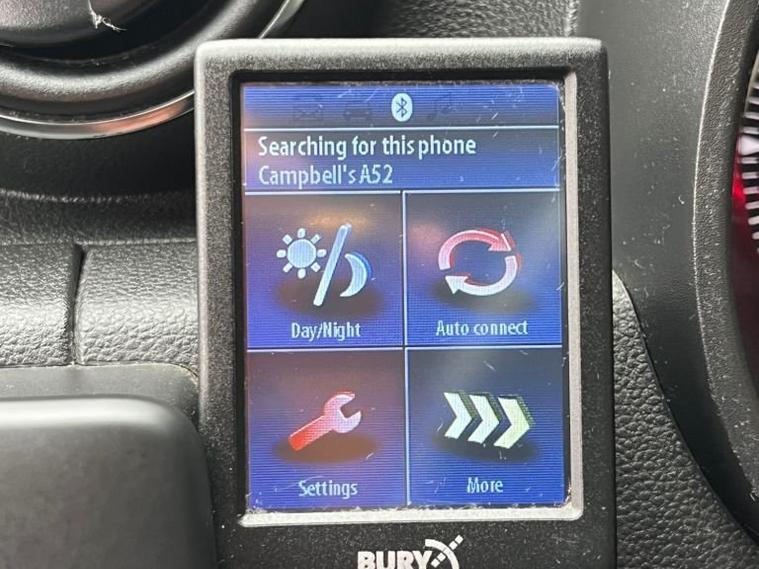 Searching for this phone
Campbell's A52
Day/Night
Auto connect
Settings
More
BURY